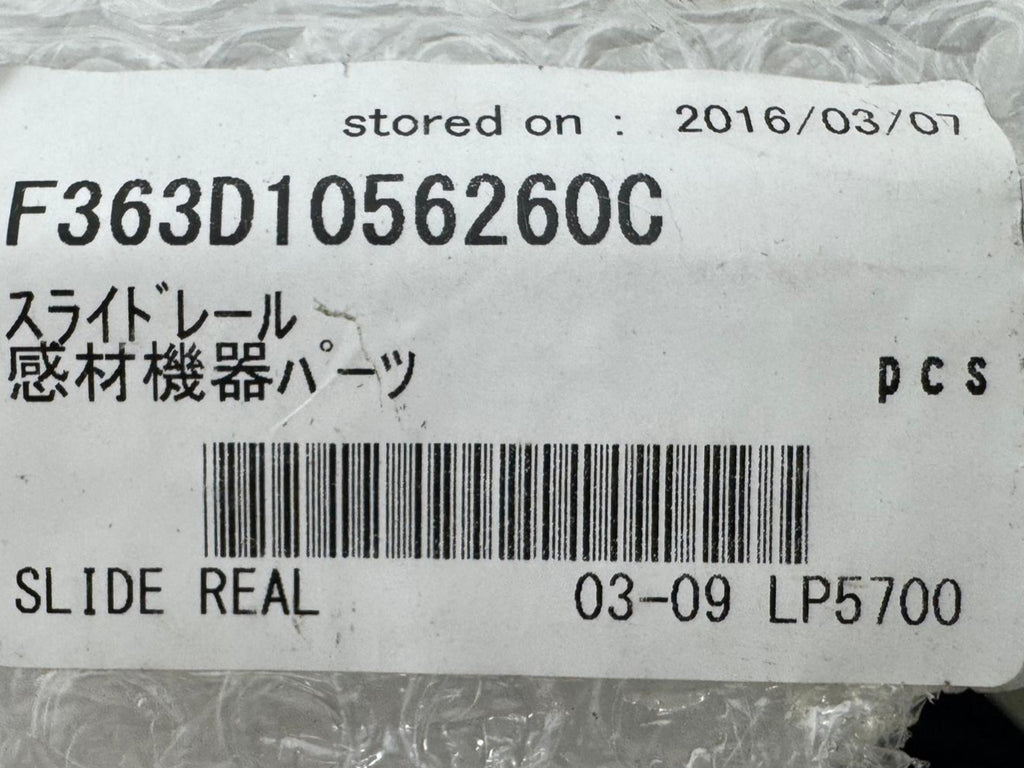 stored on : 2016/03/07
F363D1056260C
スライドレール
感材機器パーツ
pcs
SLIDE REAL 03-09 LP5700